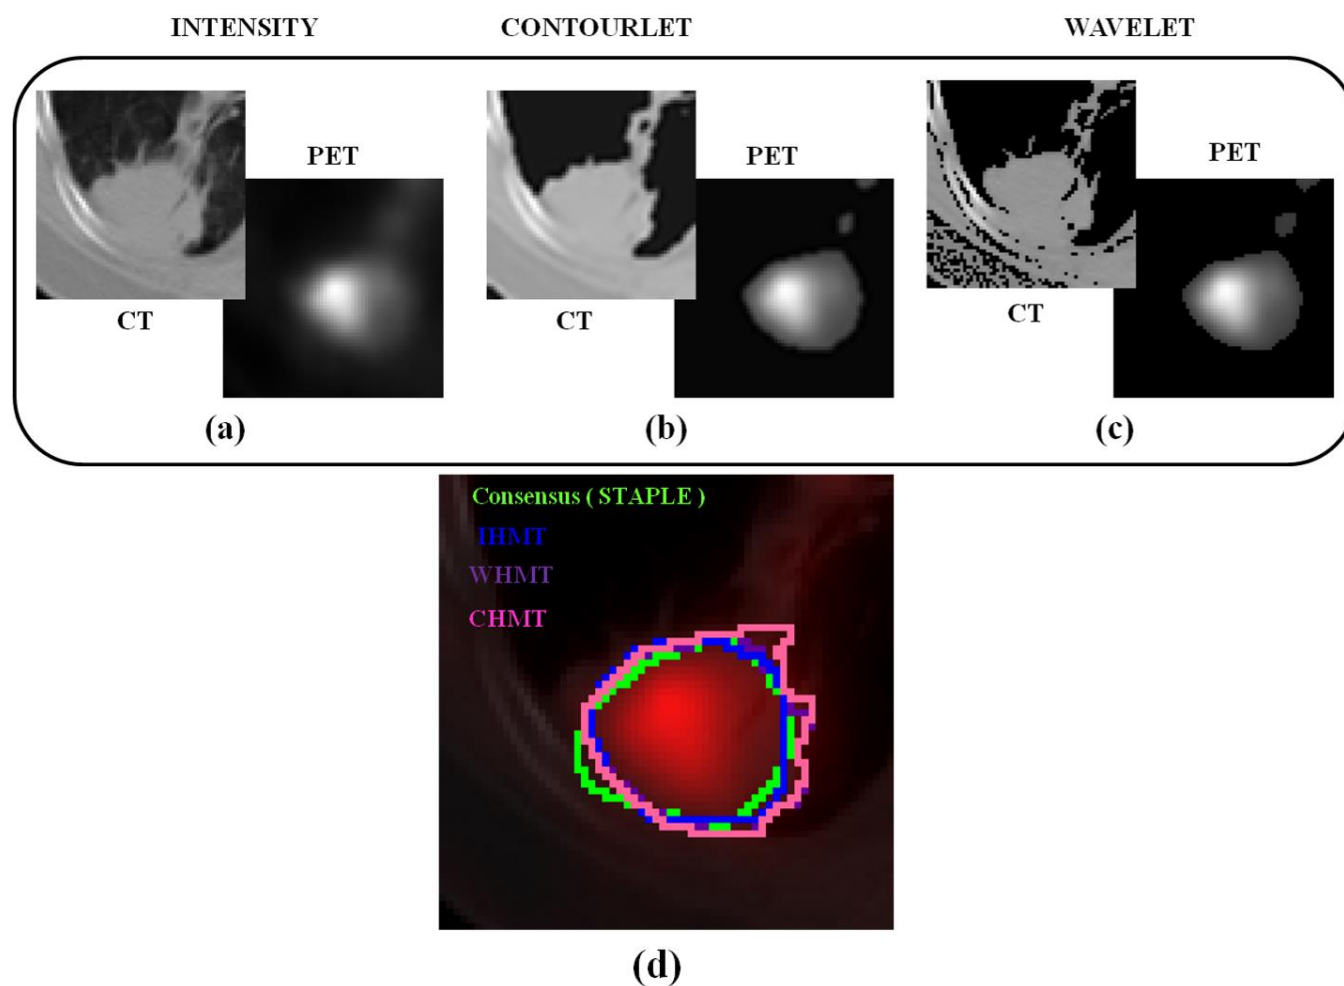 INTENSITY CONTOURLET WAVELET
PET PET PET
CT CT CT
(a) (b) (c)
Consensus ( STAPLE )
IHMT
WHMT
CHMT
(d)